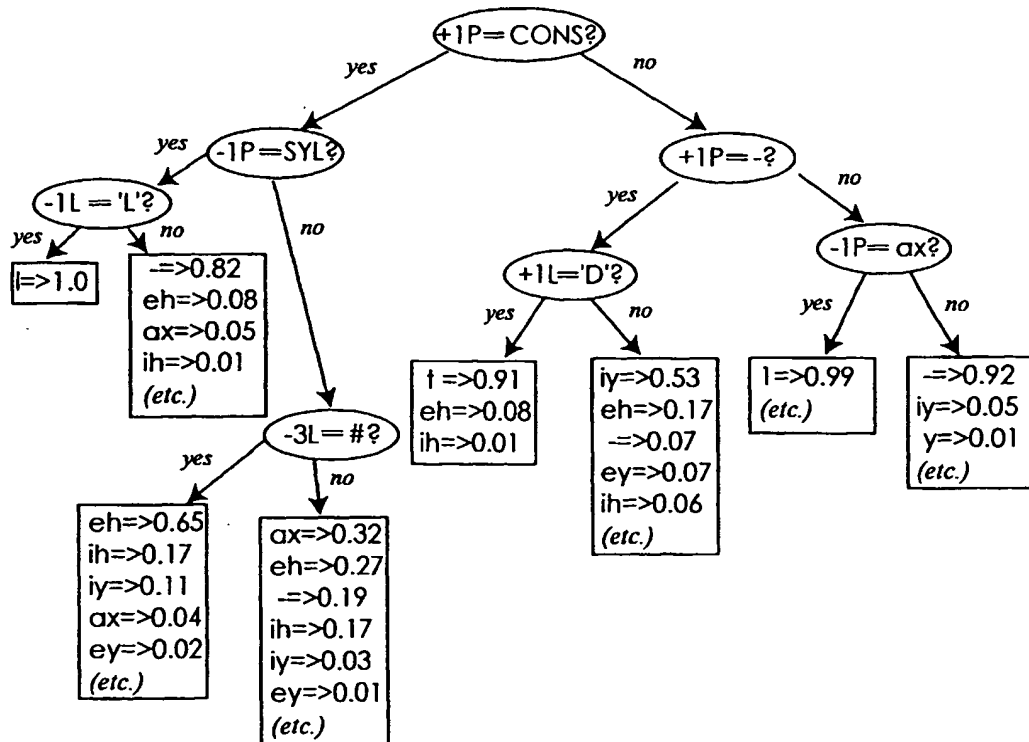 +1P== CONS?
yes
no
-1P ==SYL?
+1P= -?
yes
no
yes
no
-1L == 'L'?
-1P= ax?
yes
no
+1L='D'?
yes
no
l=>1.0
-=>0.82
eh=>0.08
ax=>0.05
ih=>0.01
(etc.)
yes
no
t =>0.91
eh=>0.08
ih=>0.01
iy=>0.53
eh=>0.17
-=>0.07
ey=>0.07
ih=>0.06
(etc.)
l=>0.99
(etc.)
-=>0.92
iy=>0.05
y=>0.01
(etc.)
-3L== #?
yes
no
eh=>0.65
ih=>0.17
iy=>0.11
ax=>0.04
ey=>0.02
(etc.)
ax=>0.32
eh=>0.27
-=>0.19
ih=>0.17
iy=>0.03
ey=>0.01
(etc.)